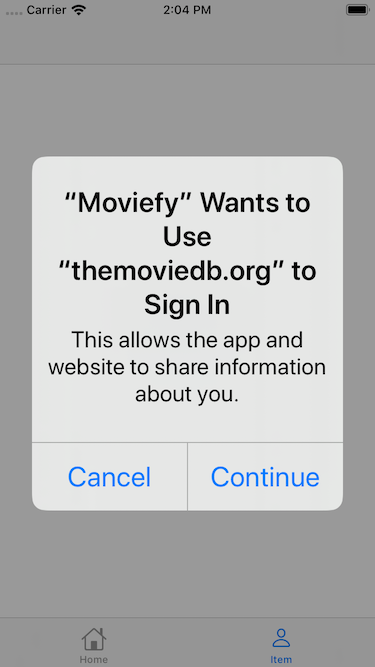 Carrier 2:04 PM
“Moviefy” Wants to
Use
“themoviedb.org” to
Sign In
This allows the app and
website to share information
about you.
Cancel Continue
Home Item